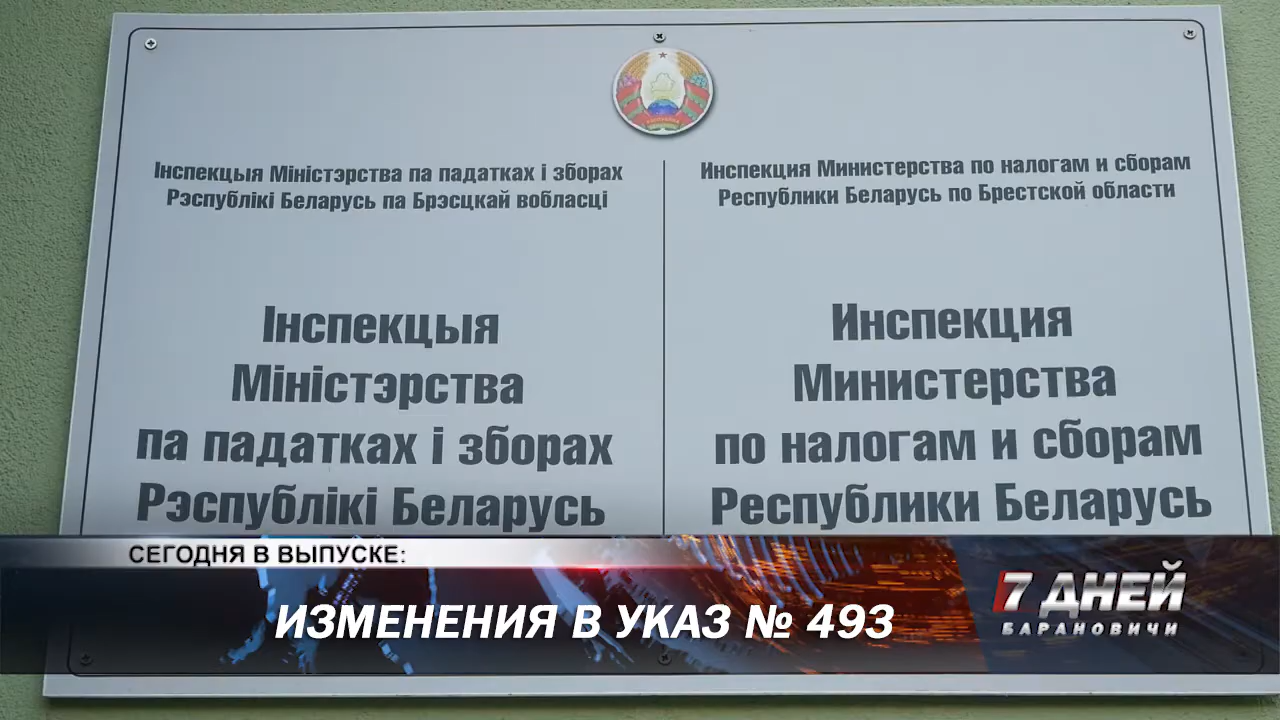 Інспекцыя Міністэрства па падатках і зборах
Рэспублікі Беларусь па Брэсцкай вобласці
Инспекция Министерства по налогам и сборам
Республики Беларусь по Брестской области
Інспекцыя
Міністэрства
па падатках і зборах
Рэспублікі Беларусь
Инспекция
Министерства
по налогам и сборам
Республики Беларусь
СЕГОДНЯ В ВЫПУСКЕ:
ИЗМЕНЕНИЯ В УКАЗ № 493
7 ДНЕЙ
БАРАНОВИЧИ